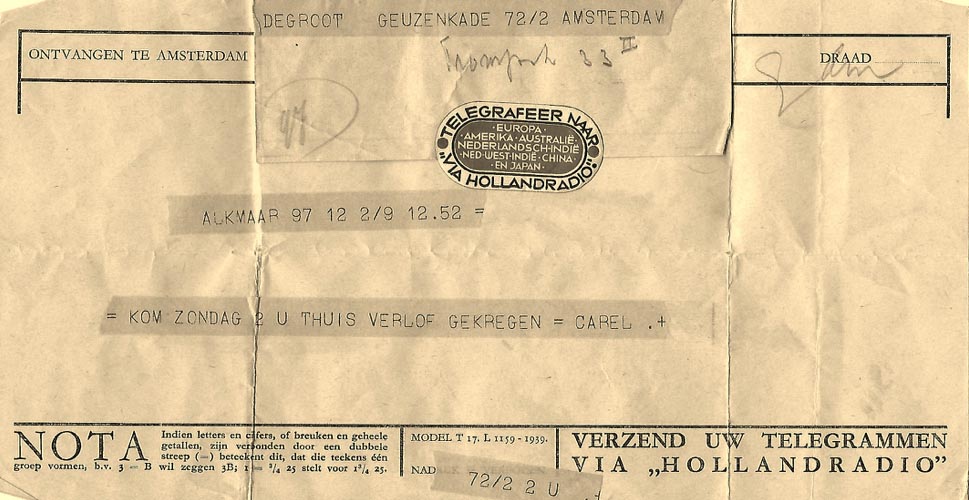 DEGROOT GEUZENKADE 72/2 AMSTERDAM
ONTVANGEN TE AMSTERDAM
33 II
DRAAD
TELEGRAFEER NAAR
·EUROPA·
·AMERIKA·AUSTRALIË·
NEDERLANDSCH-INDIË
·NED-WEST-INDIË·CHINA·
·EN JAPAN·
"VIA HOLLANDRADIO"
ALKMAAR 97 12 2/9 12.52 =
= KOM ZONDAG 2 U THUIS VERLOF GEKREGEN = CAREL .+
NOTA Indien letters en cijfers, of breuken en geheele
getallen, zijn verbonden door een dubbele
streep (=) beteekent dit, dat die teekens één
groep vormen, b.v. 3 = B wil zeggen 3B; 1 = 3/4 25 stelt voor 1 3/4 25.
MODEL T 17. L 1159 - 1939.
NAD
72/2 2 U .+
VERZEND UW TELEGRAMMEN
VIA „HOLLANDRADIO"